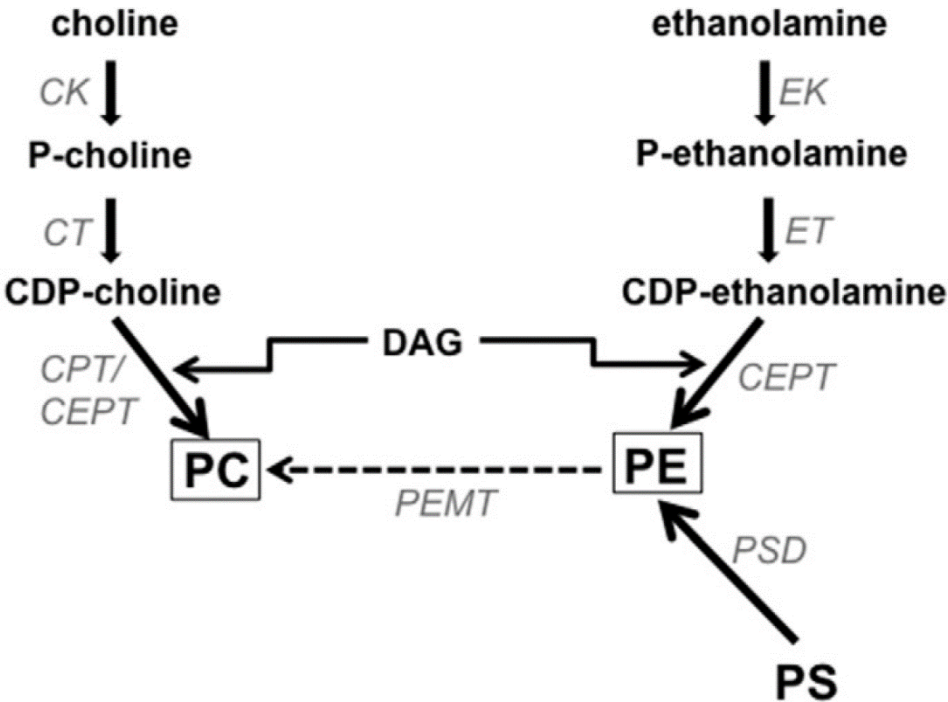 choline
ethanolamine
CK
EK
P-choline
P-ethanolamine
CT
ET
CDP-choline
CDP-ethanolamine
DAG
CPT/
CEPT
CEPT
PC
PE
PEMT
PSD
PS